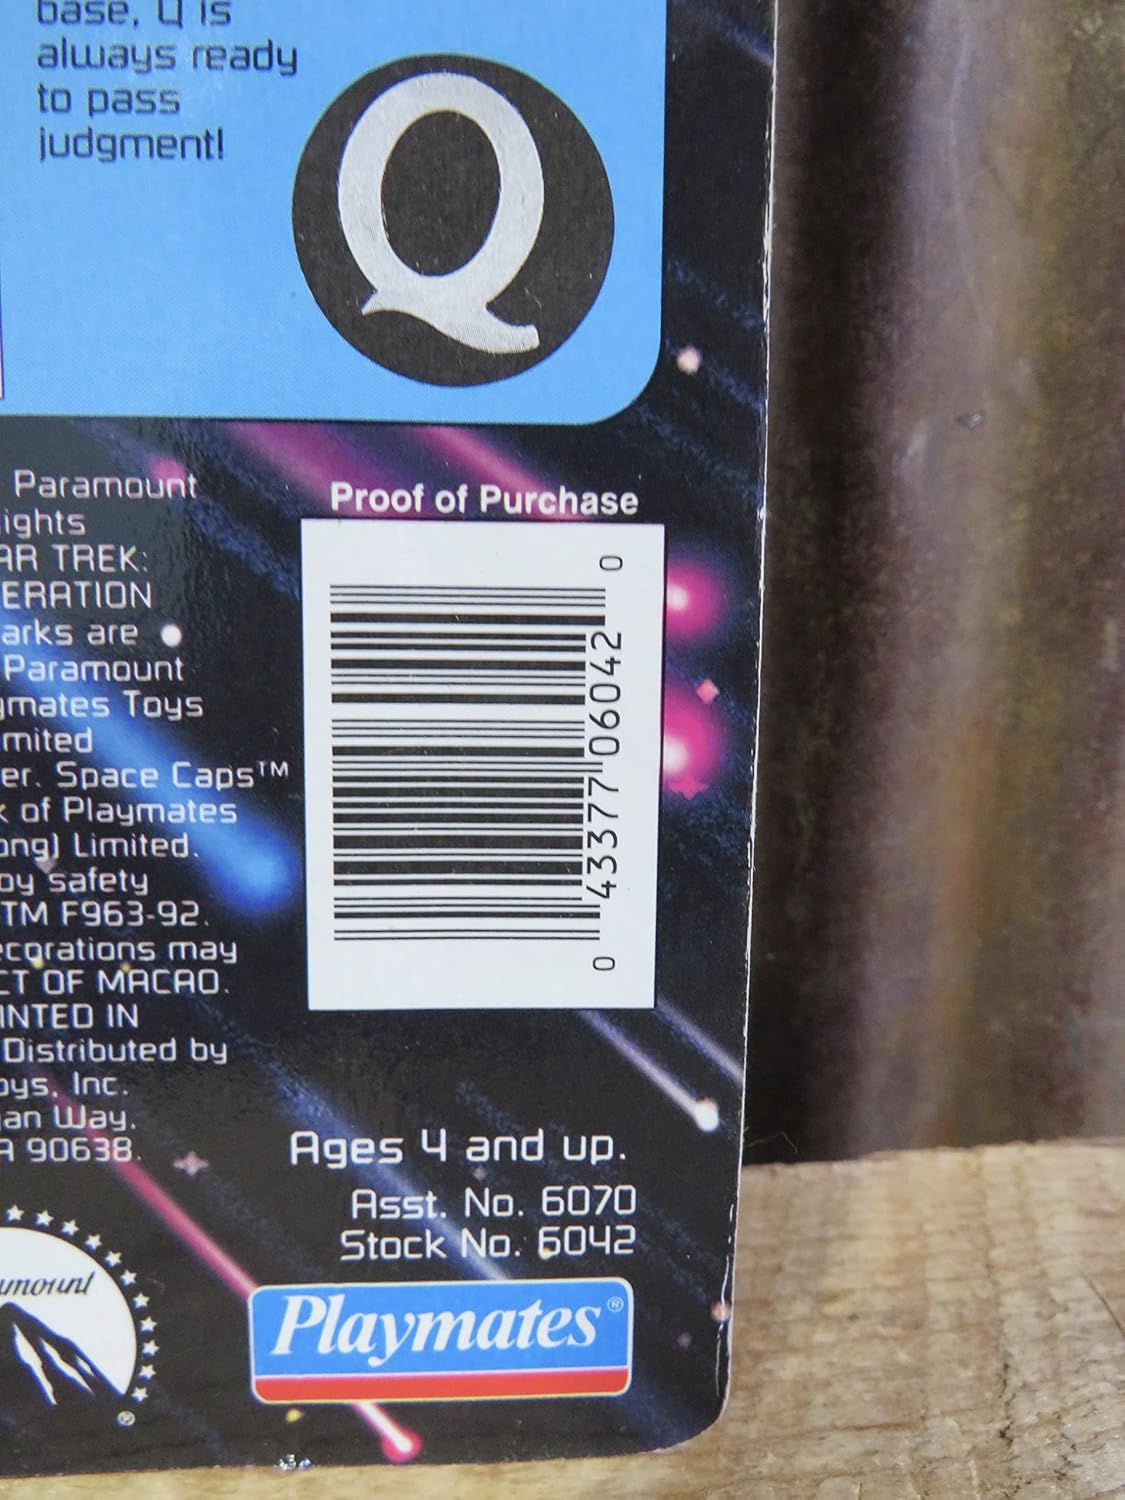 base, Q is
always ready
to pass
judgment!
Q
Paramount
ights
AR TREK:
ERATION
arks are
Paramount
ymates Toys
mited
er. Space Caps™
k of Playmates
ong) Limited.
oy safety
TM F963-92.
ecorations may
CT OF MACAO.
INTED IN
Distributed by
oys, Inc.
an Way.
A 90638.
Proof of Purchase
0 43377 06042 0
Ages 4 and up.
Asst. No. 6070
Stock No. 6042
amount
®
Playmates®